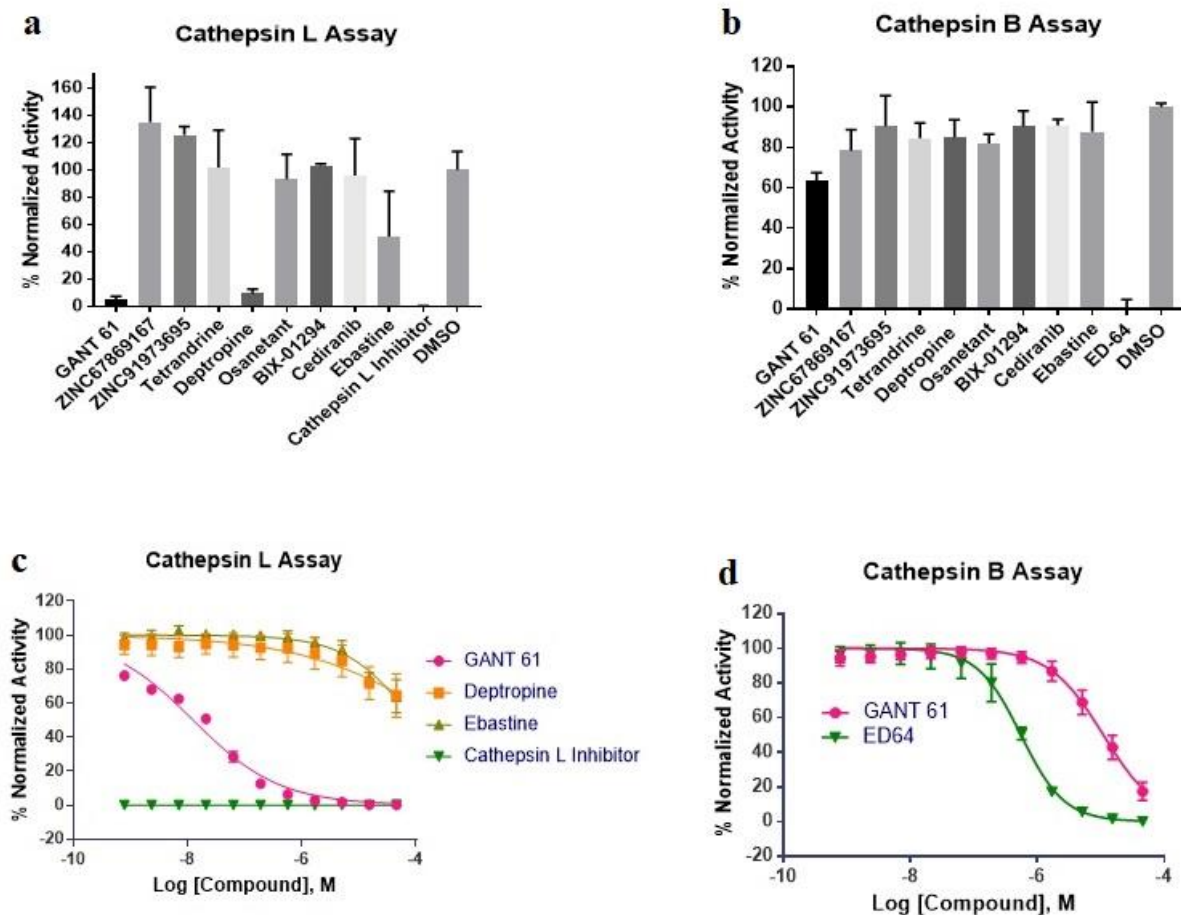 a
Cathepsin L Assay
% Normalized Activity
160
140
120
100
80
60
40
20
0
GANT 61
ZINC67869167
ZINC91973695
Tetrandrine
Deptropine
Osanetant
BIX-01294
Cediranib
Ebastine
Cathepsin L Inhibitor
DMSO
b
Cathepsin B Assay
% Normalized Activity
120
100
80
60
40
20
0
GANT 61
ZINC67869167
ZINC91973695
Tetrandrine
Deptropine
Osanetant
BIX-01294
Cediranib
Ebastine
ED-64
DMSO
c
Cathepsin L Assay
% Normalized Activity
120
100
80
60
40
20
0
-20
-10
-8
-6
-4
Log [Compound], M
GANT 61
Deptropine
Ebastine
Cathepsin L Inhibitor
d
Cathepsin B Assay
% Normalized Activity
120
100
80
60
40
20
0
-20
-10
-8
-6
-4
Log [Compound], M
GANT 61
ED64